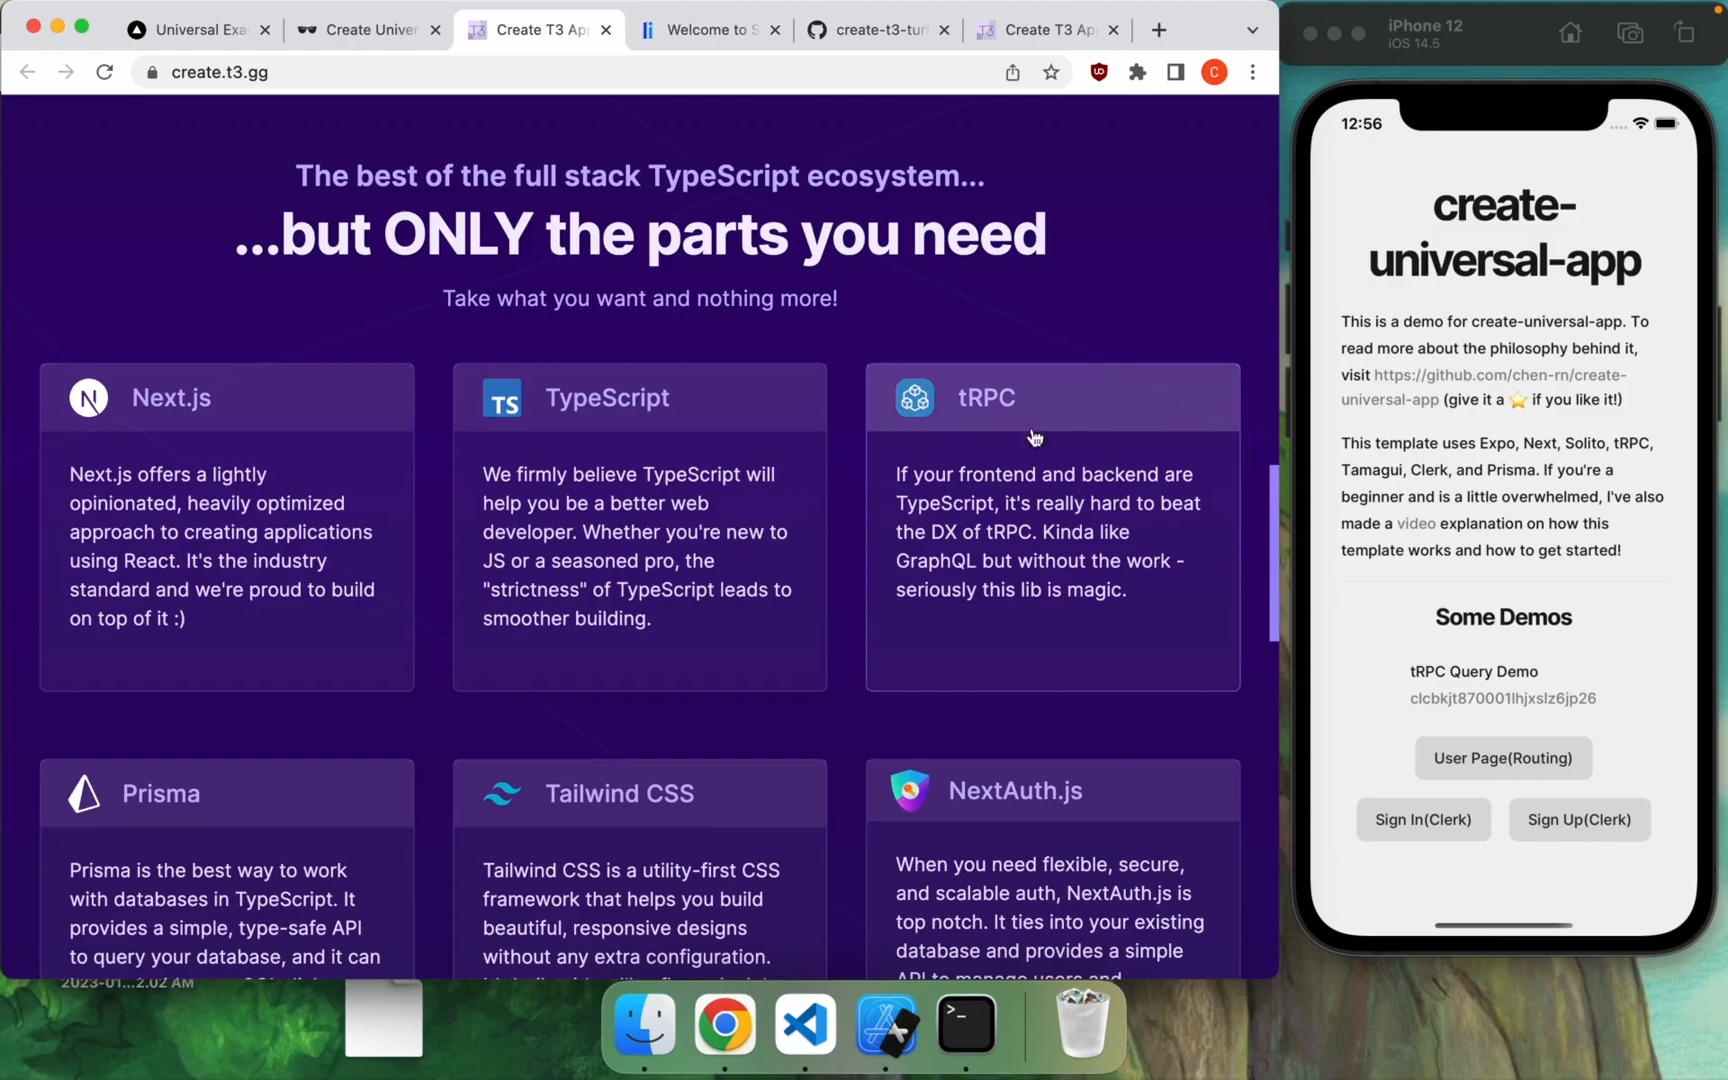 Universal Exa
Create Univer
Create T3 Ap
Welcome to S
create-t3-tur
Create T3 Ap
create.t3.gg
C
The best of the full stack TypeScript ecosystem...
...but ONLY the parts you need
Take what you want and nothing more!
Next.js
Next.js offers a lightly
opinionated, heavily optimized
approach to creating applications
using React. It's the industry
standard and we're proud to build
on top of it :)
TS
TypeScript
We firmly believe TypeScript will
help you be a better web
developer. Whether you're new to
JS or a seasoned pro, the
"strictness" of TypeScript leads to
smoother building.
tRPC
If your frontend and backend are
TypeScript, it's really hard to beat
the DX of tRPC. Kinda like
GraphQL but without the work -
seriously this lib is magic.
Prisma
Prisma is the best way to work
with databases in TypeScript. It
provides a simple, type-safe API
to query your database, and it can
Tailwind CSS
Tailwind CSS is a utility-first CSS
framework that helps you build
beautiful, responsive designs
without any extra configuration.
NextAuth.js
When you need flexible, secure,
and scalable auth, NextAuth.js is
top notch. It ties into your existing
database and provides a simple
API to manage users and
2023-01...2.02 AM
iPhone 12
iOS 14.5
12:56
create-
universal-app
This is a demo for create-universal-app. To
read more about the philosophy behind it,
visit https://github.com/chen-rn/create-
universal-app (give it a ⭐ if you like it!)
This template uses Expo, Next, Solito, tRPC,
Tamagui, Clerk, and Prisma. If you're a
beginner and is a little overwhelmed, I've also
made a video explanation on how this
template works and how to get started!
Some Demos
tRPC Query Demo
clcbkjt870001lhjxslz6jp26
User Page(Routing)
Sign In(Clerk)
Sign Up(Clerk)